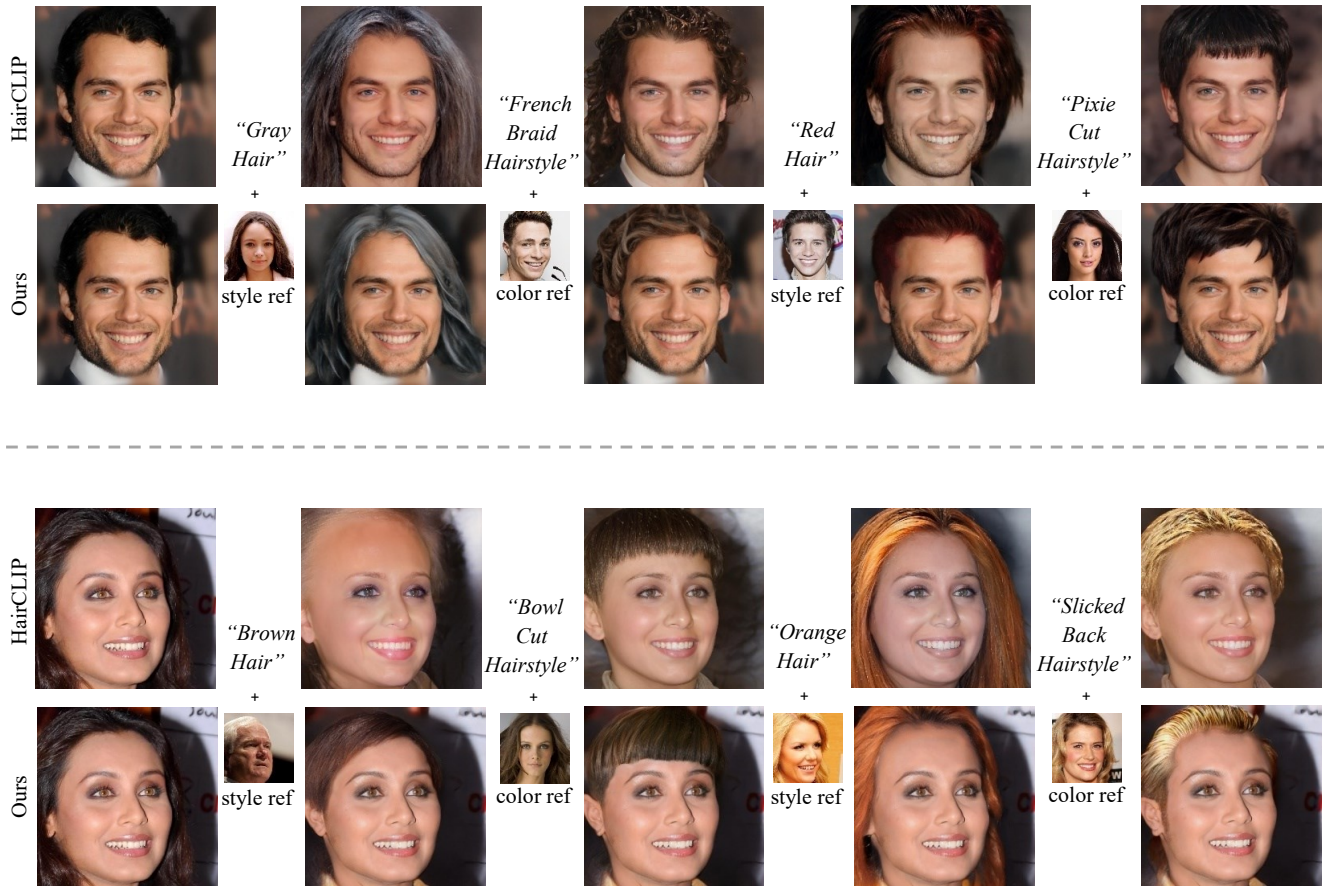 HairCLIP
“Gray
Hair”
+
style ref
“French
Braid
Hairstyle”
+
color ref
“Red
Hair”
+
style ref
“Pixie
Cut
Hairstyle”
+
color ref
Ours
HairCLIP
“Brown
Hair”
+
style ref
“Bowl
Cut
Hairstyle”
+
color ref
“Orange
Hair”
+
style ref
“Slicked
Back
Hairstyle”
+
color ref
Ours